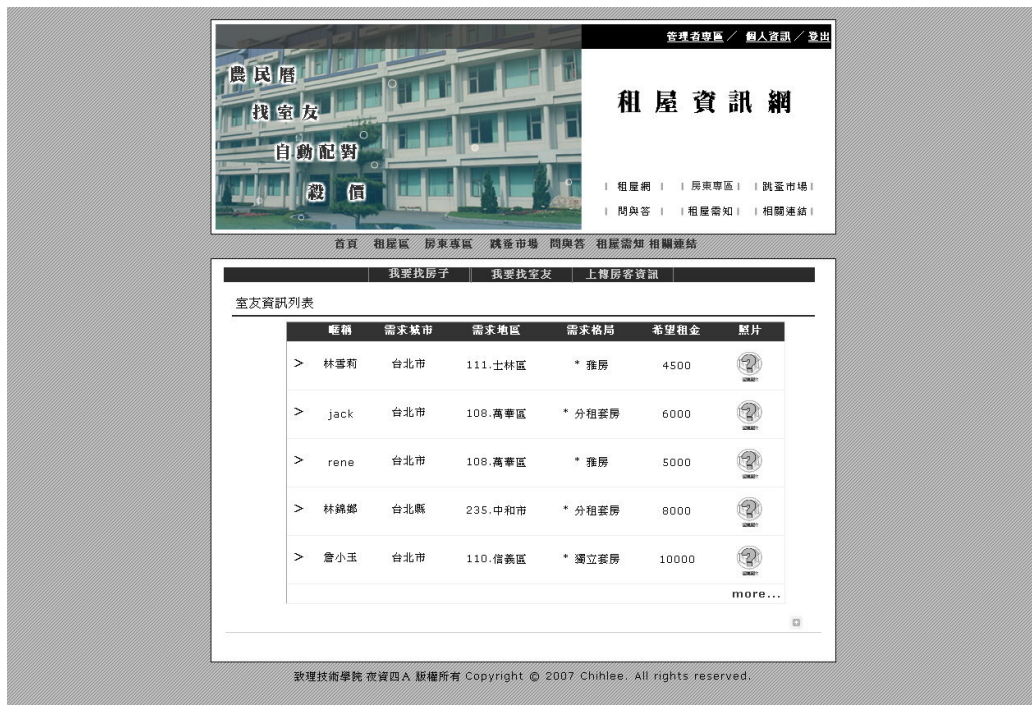 管理者專區／ 個人資訊／登出
農民曆
找室友
自動配對
殺 價
租屋資訊網
| 租屋網 | | 房東專區 | | 跳蚤市場 |
| 問與答 | | 租屋需知 | | 相關連結 |
首頁 租屋區 房東專區 跳蚤市場 問與答 租屋需知 相關連結
我要找房子 我要找室友 上傳房客資訊
室友資訊列表
暱稱 需求城市 需求地區 需求格局 希望租金 照片
> 林雪莉 台北市 111.士林區 * 雅房 4500
> jack 台北市 108.萬華區 * 分租套房 6000
> rene 台北市 108.萬華區 * 雅房 5000
> 林錦鄉 台北縣 235.中和市 * 分租套房 8000
> 詹小玉 台北市 110.信義區 * 獨立套房 10000
more...
致理技術學院 夜資四A 版權所有 Copyright © 2007 Chihlee. All rights reserved.